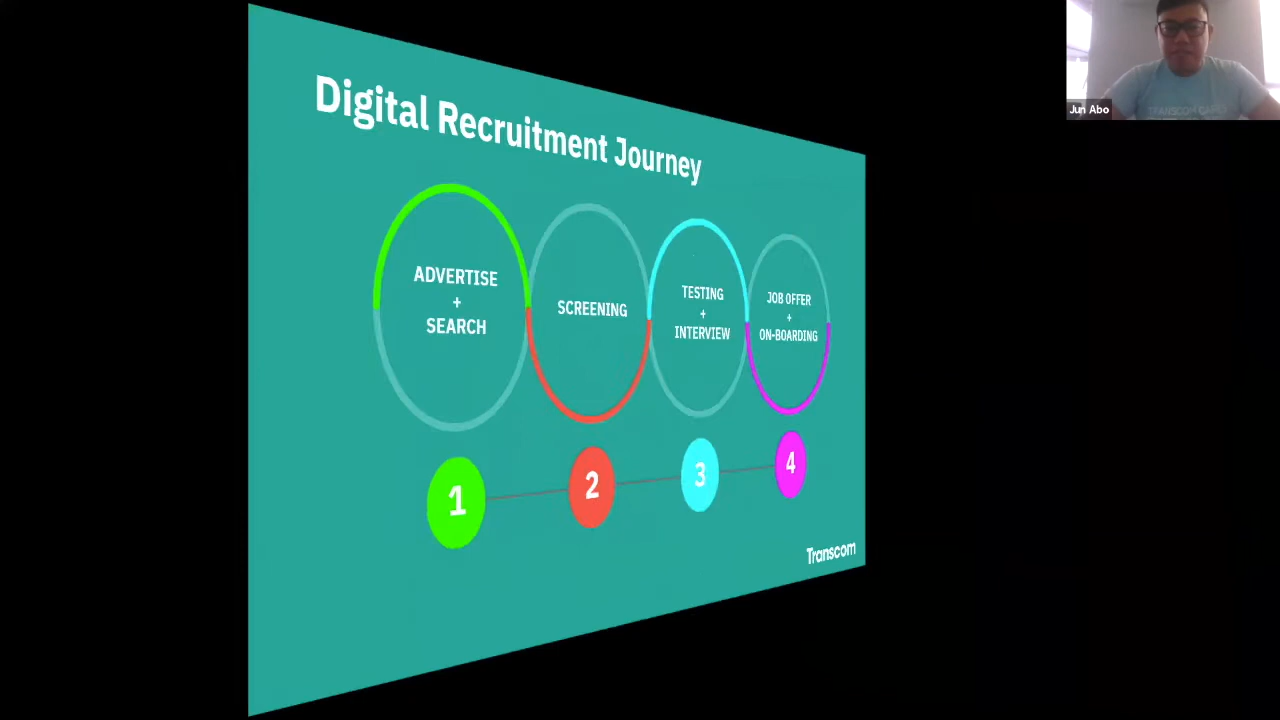 Digital Recruitment Journey
ADVERTISE
+
SEARCH
SCREENING
TESTING
+
INTERVIEW
JOB OFFER
+
ON-BOARDING
1
2
3
4
Transcom
Jun Abo